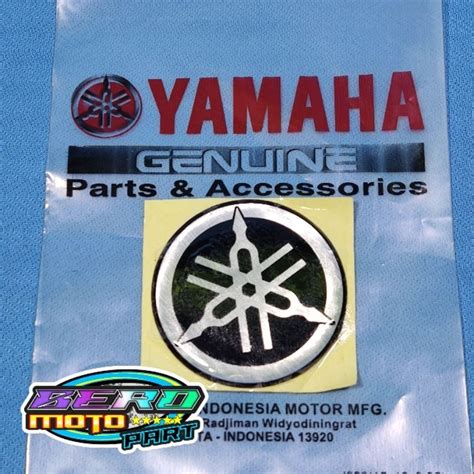 YAMAHA
GENUINE
Parts & Accessories
INDONESIA MOTOR MFG.
Radjiman Widyodiningrat
TA - INDONESIA 13920
BERO
MOTO
PART